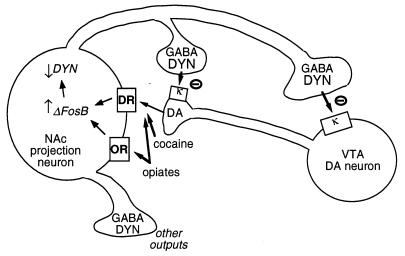 GABA
DYN
GABA
DYN
↓DYN
κ
⊖
⊖
↑ΔFosB
DR
DA
κ
NAc
projection
neuron
OR
cocaine
opiates
VTA
DA neuron
GABA
DYN
other
outputs